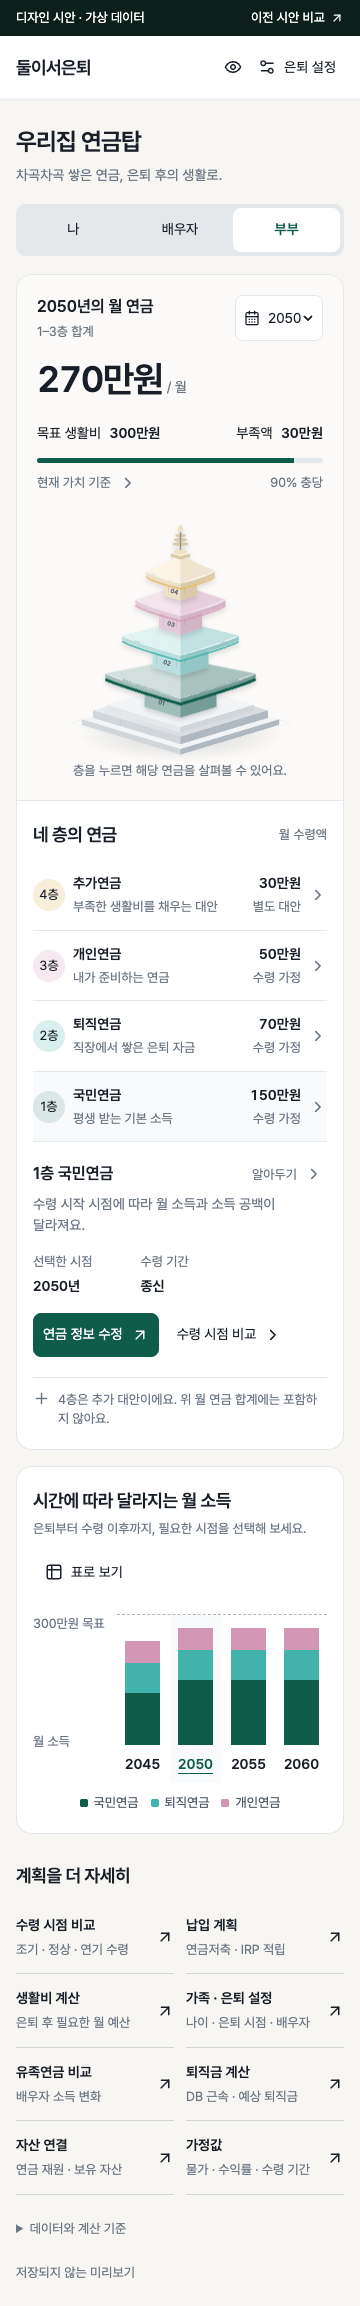 디자인 시안 · 가상 데이터
이전 시안 비교
둘이서은퇴
은퇴 설정
우리집 연금탑
차곡차곡 쌓은 연금, 은퇴 후의 생활로.
나
배우자
부부
2050년의 월 연금
1–3층 합계
2050
270만원 / 월
목표 생활비 300만원
부족액 30만원
현재 가치 기준
90% 충당
04
03
02
01
층을 누르면 해당 연금을 살펴볼 수 있어요.
네 층의 연금
월 수령액
4층
추가연금
부족한 생활비를 채우는 대안
30만원
별도 대안
3층
개인연금
내가 준비하는 연금
50만원
수령 가정
2층
퇴직연금
직장에서 쌓은 은퇴 자금
70만원
수령 가정
1층
국민연금
평생 받는 기본 소득
150만원
수령 가정
1층 국민연금
알아두기
수령 시작 시점에 따라 월 소득과 소득 공백이
달라져요.
선택한 시점
수령 기간
2050년
종신
연금 정보 수정
수령 시점 비교
4층은 추가 대안이에요. 위 월 연금 합계에는 포함하
지 않아요.
시간에 따라 달라지는 월 소득
은퇴부터 수령 이후까지, 필요한 시점을 선택해 보세요.
표로 보기
300만원 목표
월 소득
2045
2050
2055
2060
국민연금
퇴직연금
개인연금
계획을 더 자세히
수령 시점 비교
조기 · 정상 · 연기 수령
납입 계획
연금저축 · IRP 적립
생활비 계산
은퇴 후 필요한 월 예산
가족 · 은퇴 설정
나이 · 은퇴 시점 · 배우자
유족연금 비교
배우자 소득 변화
퇴직금 계산
DB 근속 · 예상 퇴직금
자산 연결
연금 재원 · 보유 자산
가정값
물가 · 수익률 · 수령 기간
데이터와 계산 기준
저장되지 않는 미리보기